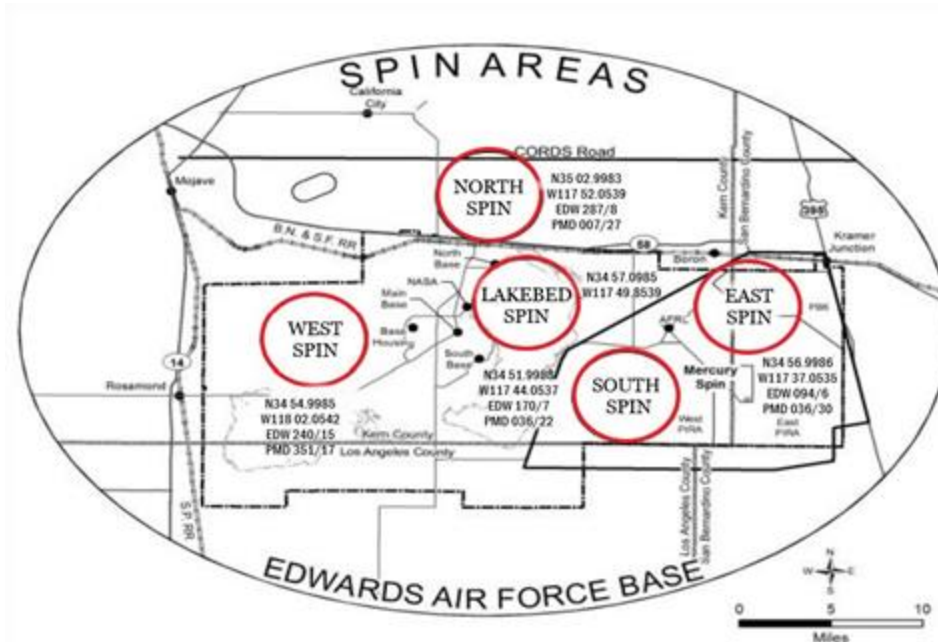 SPIN AREAS
California
City
CORDS Road
Mojave
NORTH
SPIN
N35 02.9983
W117 52.0539
EDW 287/8
PMD 007/27
Kern County
San Bernardino County
395
B.N. & S.F. RR
58
Kramer
Junction
Boron
North
Base
NASA
LAKEBED
SPIN
N34 57.0985
W117 49.8539
EAST
SPIN
Main
Base
WEST
SPIN
Base
Housing
AFRL
South
Base
14
Mercury
Spin
SOUTH
SPIN
Rosamond
N34 54.9985
W118 02.0542
EDW 240/15
PMD 351/17
N34 51.9988
W117 44.0537
EDW 170/7
PMD 036/22
N34 56.9986
W117 37.0535
EDW 094/6
PMD 036/30
West
PIRA
East
PIRA
Kern County
Los Angeles County
Los Angeles County
San Bernardino County
S.P. RR
EDWARDS AIR FORCE BASE
N
W E
S
0 5 10
Miles